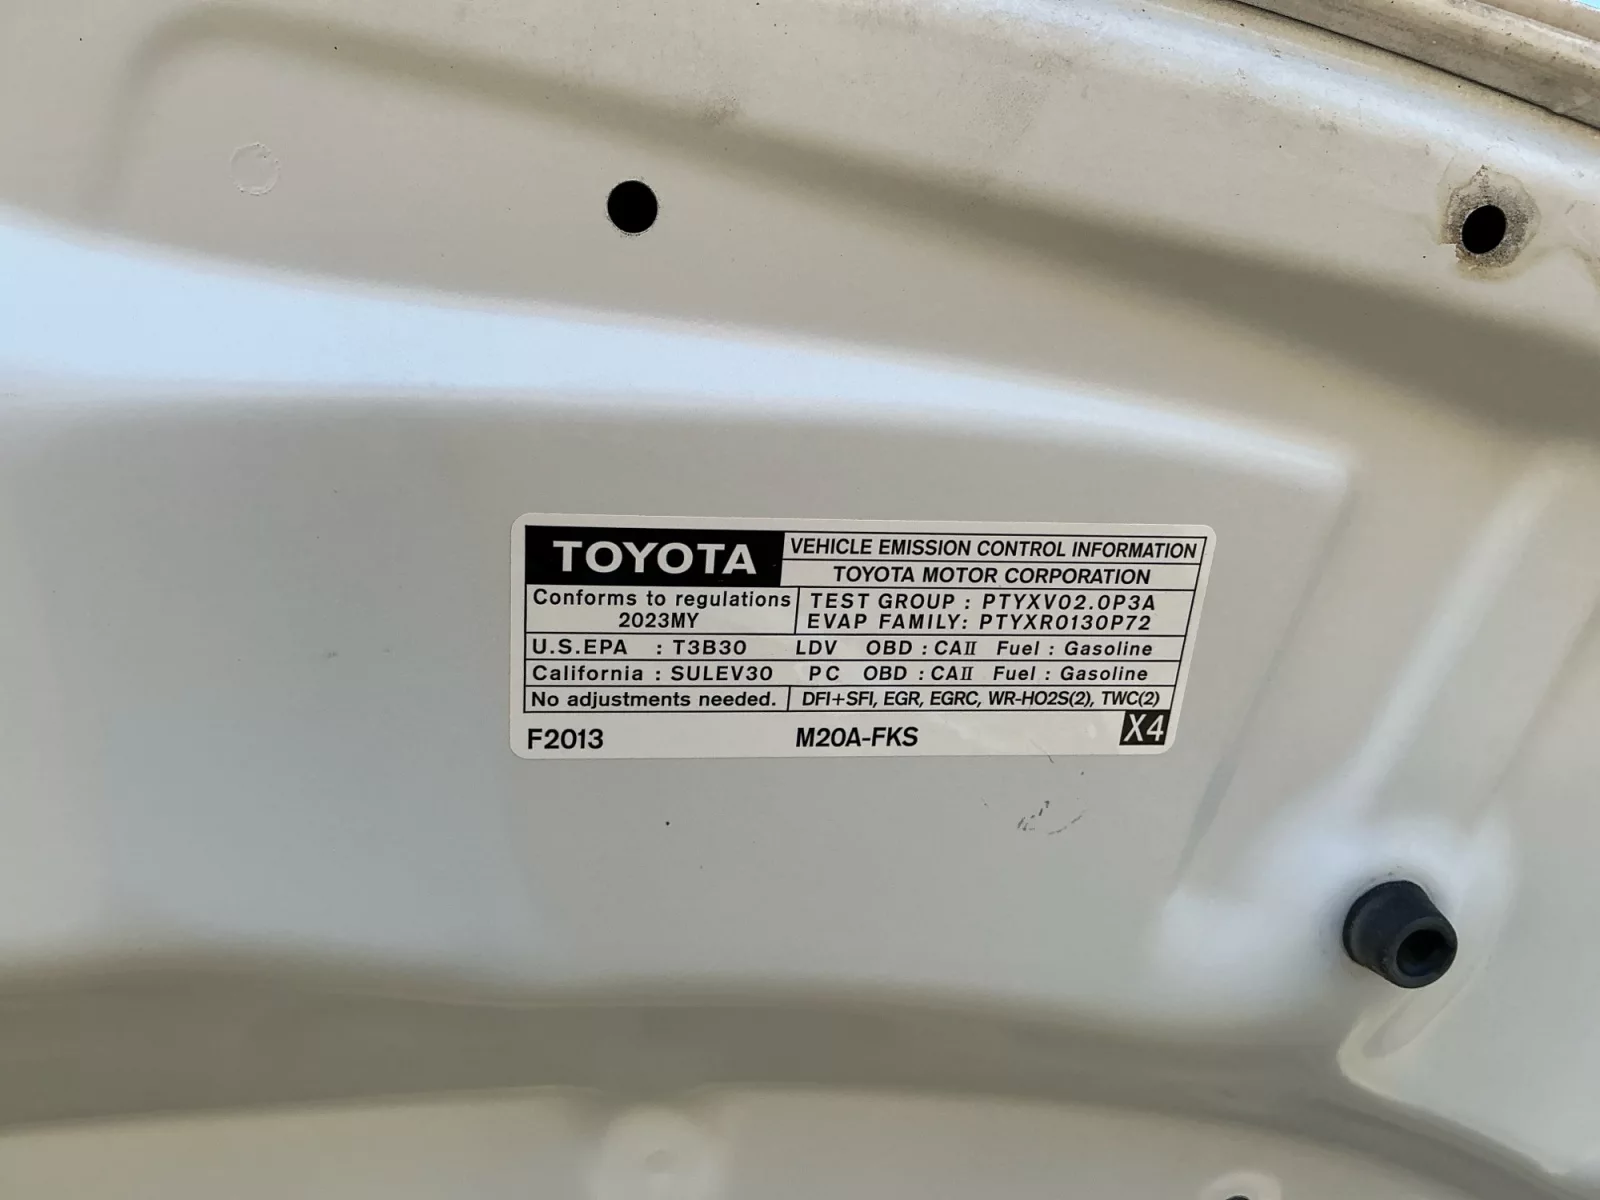 TOYOTA
VEHICLE EMISSION CONTROL INFORMATION
TOYOTA MOTOR CORPORATION
Conforms to regulations
2023MY
TEST GROUP : PTYXV02.0P3A
EVAP FAMILY: PTYXR0130P72
U.S.EPA : T3B30 LDV OBD : CAII Fuel : Gasoline
California : SULEV30 PC OBD : CAII Fuel : Gasoline
No adjustments needed. DFI+SFI, EGR, EGRC, WR-HO2S(2), TWC(2)
F2013 M20A-FKS X4